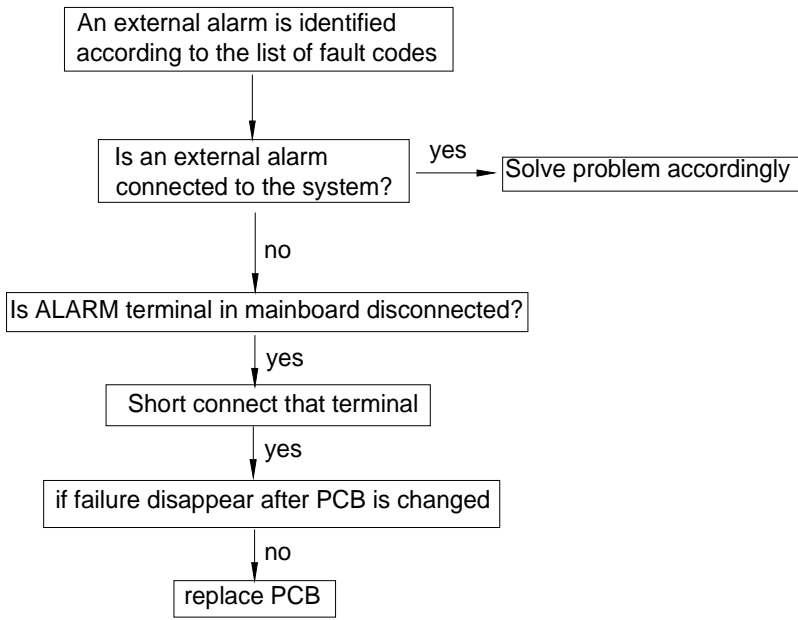 An external alarm is identified
according to the list of fault codes
Is an external alarm
connected to the system?
yes
Solve problem accordingly
no
Is ALARM terminal in mainboard disconnected?
yes
Short connect that terminal
yes
if failure disappear after PCB is changed
no
replace PCB